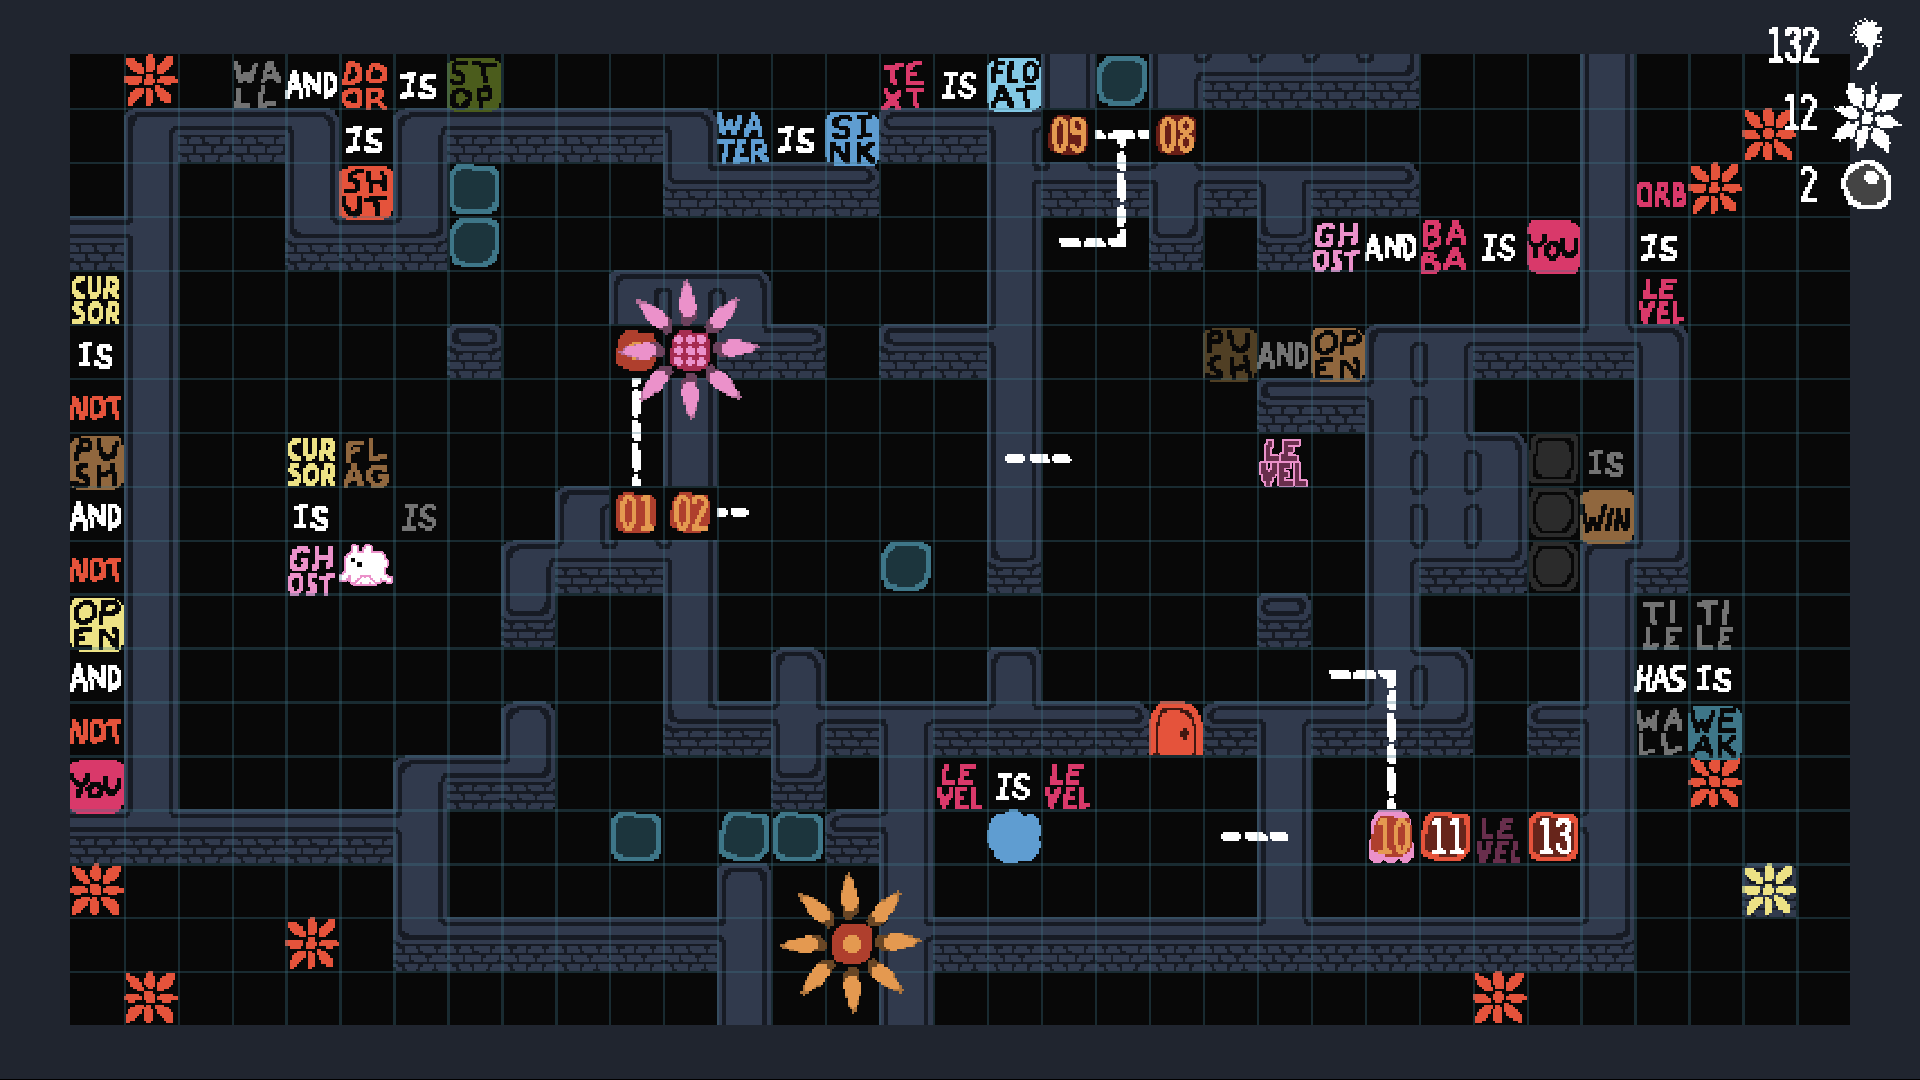 132
WALL AND DOOR IS STOP
TEXT IS FLOAT
12
IS
WATER IS SINK
09 08
2
SHUT
ORB
GHOST AND BABA IS YOU
IS
CURSOR
LEVEL
IS
PUSH AND OPEN
NOT
PUSH
CURSOR FLAG
LEVEL
IS
AND
IS IS
01 02
WIN
NOT
GHOST
OPEN
TILE TILE
AND
HAS IS
NOT
WALL WEAK
YOU
LEVEL IS LEVEL
10 11 LEVEL 13